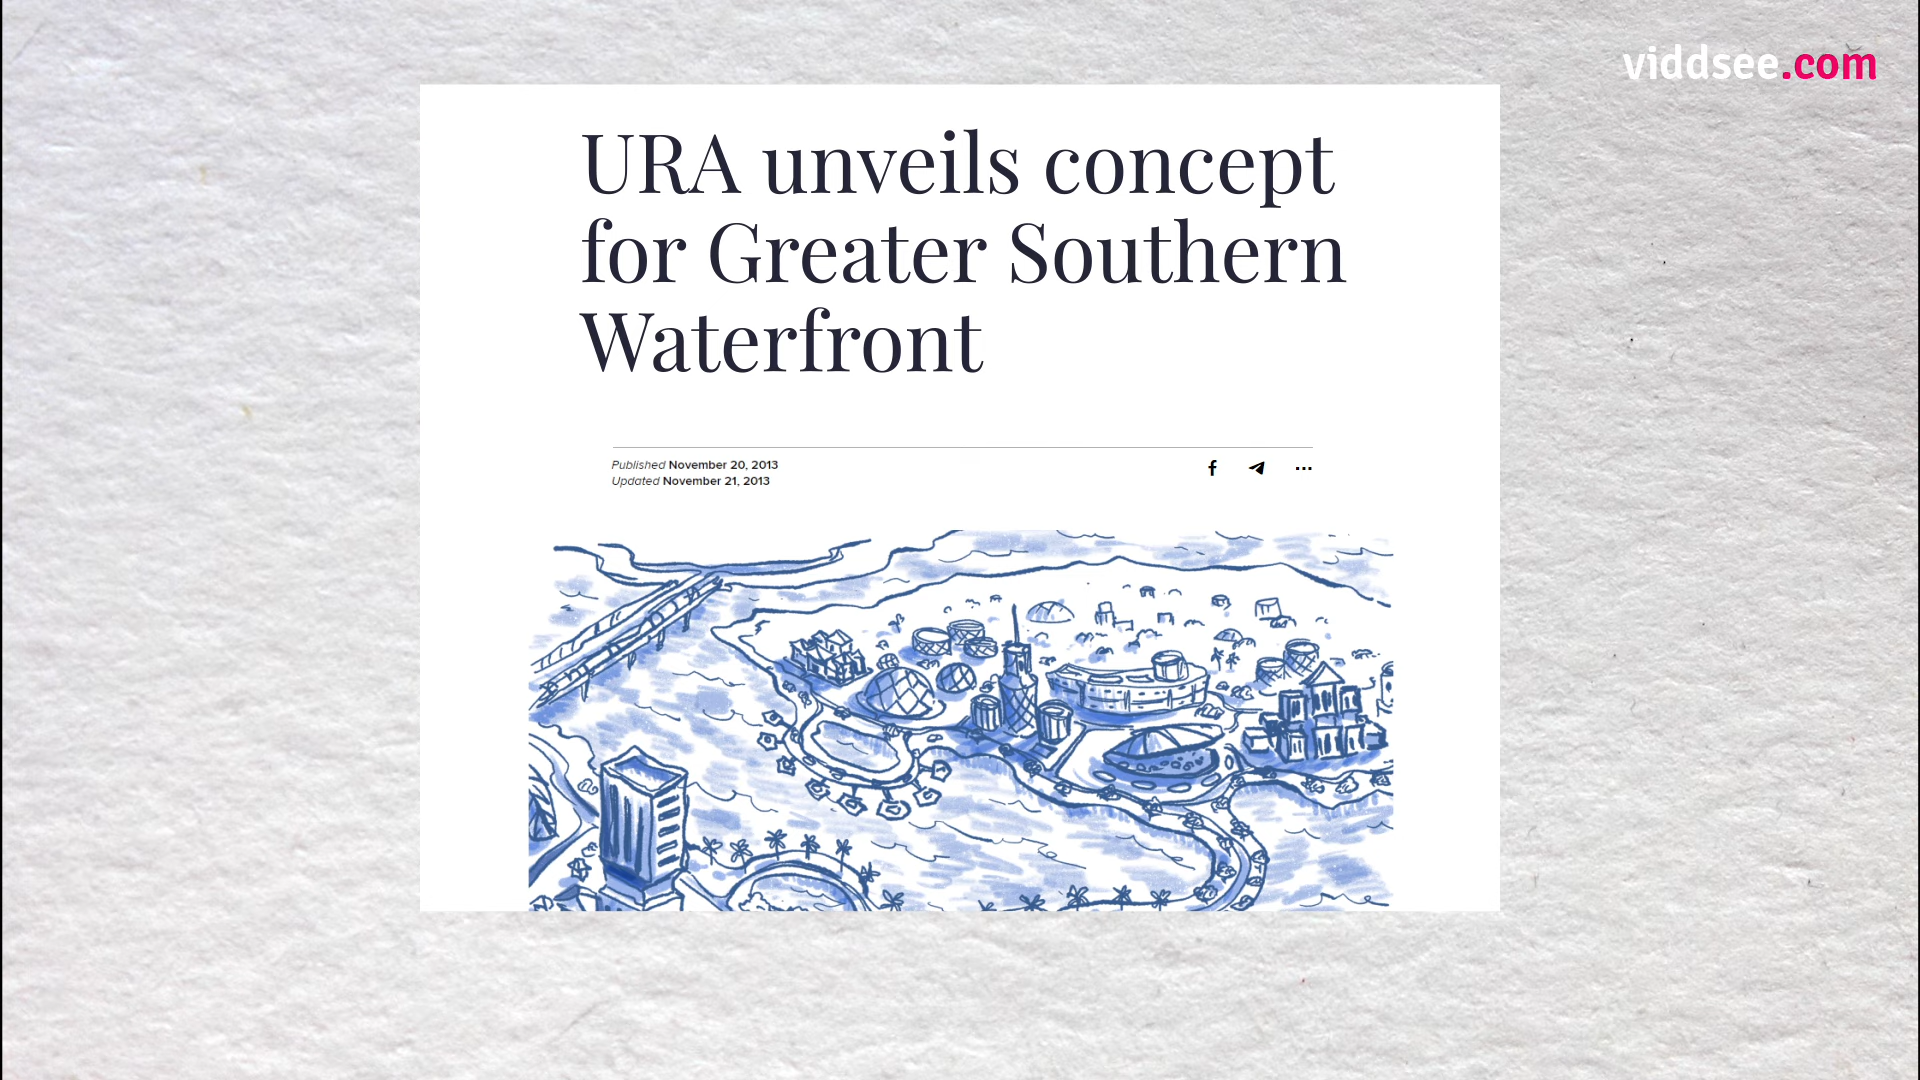 viddsee.com
URA unveils concept
for Greater Southern
Waterfront
Published November 20, 2013
Updated November 21, 2013